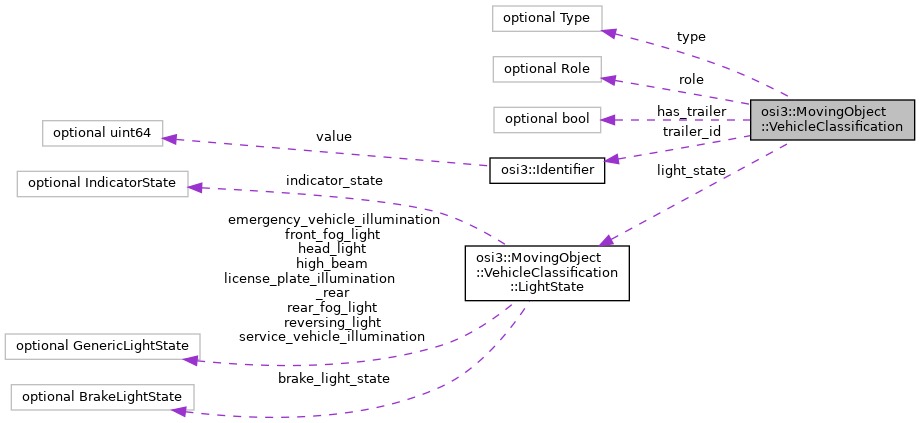 optional Type
type
optional Role
role
osi3::MovingObject
::VehicleClassification
optional bool
has_trailer
trailer_id
optional uint64
value
osi3::Identifier
light_state
optional IndicatorState
indicator_state
emergency_vehicle_illumination
front_fog_light
head_light
high_beam
license_plate_illumination
_rear
rear_fog_light
reversing_light
service_vehicle_illumination
osi3::MovingObject
::VehicleClassification
::LightState
optional GenericLightState
brake_light_state
optional BrakeLightState